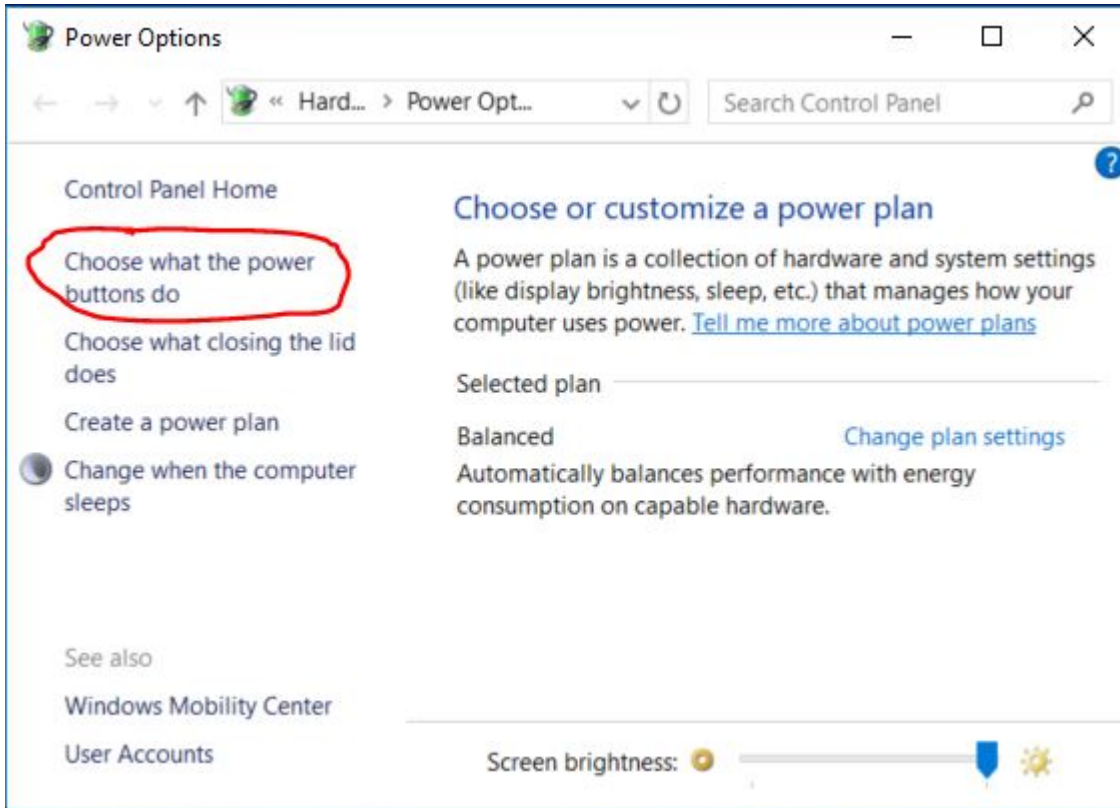 Power Options
« Hard... > Power Opt...
Search Control Panel
?
Control Panel Home
Choose what the power
buttons do
Choose what closing the lid
does
Create a power plan
Change when the computer
sleeps
See also
Windows Mobility Center
User Accounts
Choose or customize a power plan
A power plan is a collection of hardware and system settings
(like display brightness, sleep, etc.) that manages how your
computer uses power. Tell me more about power plans
Selected plan
Balanced
Change plan settings
Automatically balances performance with energy
consumption on capable hardware.
Screen brightness: